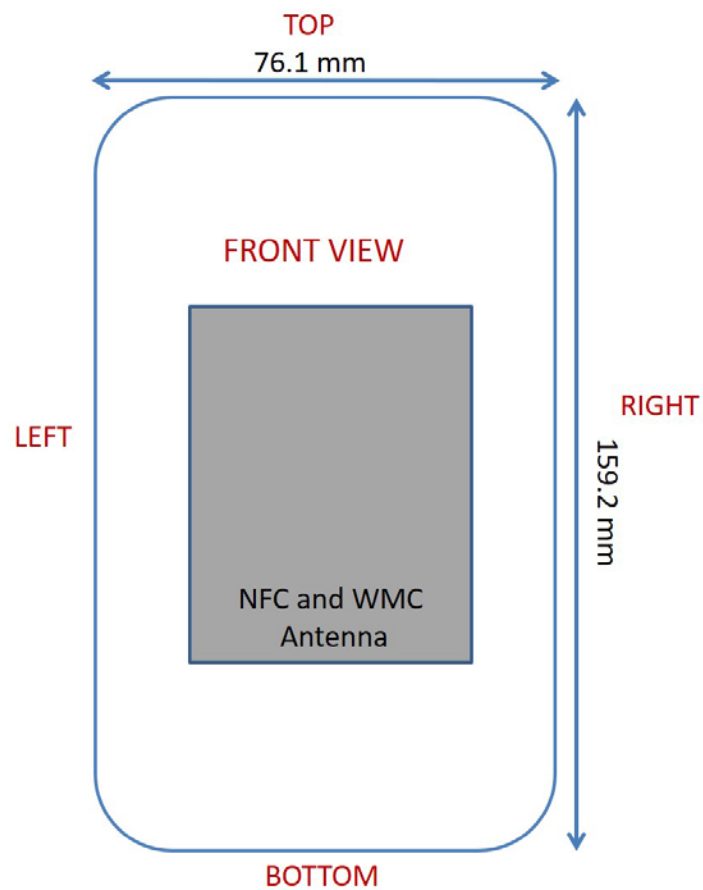 TOP
76.1 mm
FRONT VIEW
LEFT
RIGHT
159.2 mm
NFC and WMC
Antenna
BOTTOM